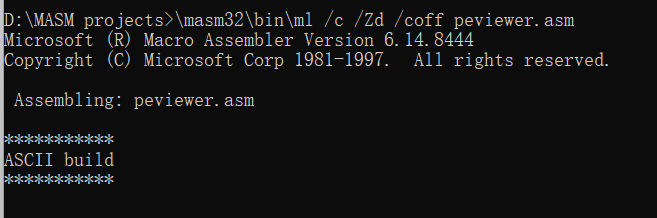 D:\MASM projects>\masm32\bin\ml /c /Zd /coff peviewer.asm
Microsoft (R) Macro Assembler Version 6.14.8444
Copyright (C) Microsoft Corp 1981-1997.  All rights reserved.
 Assembling: peviewer.asm
***********
ASCII build
***********